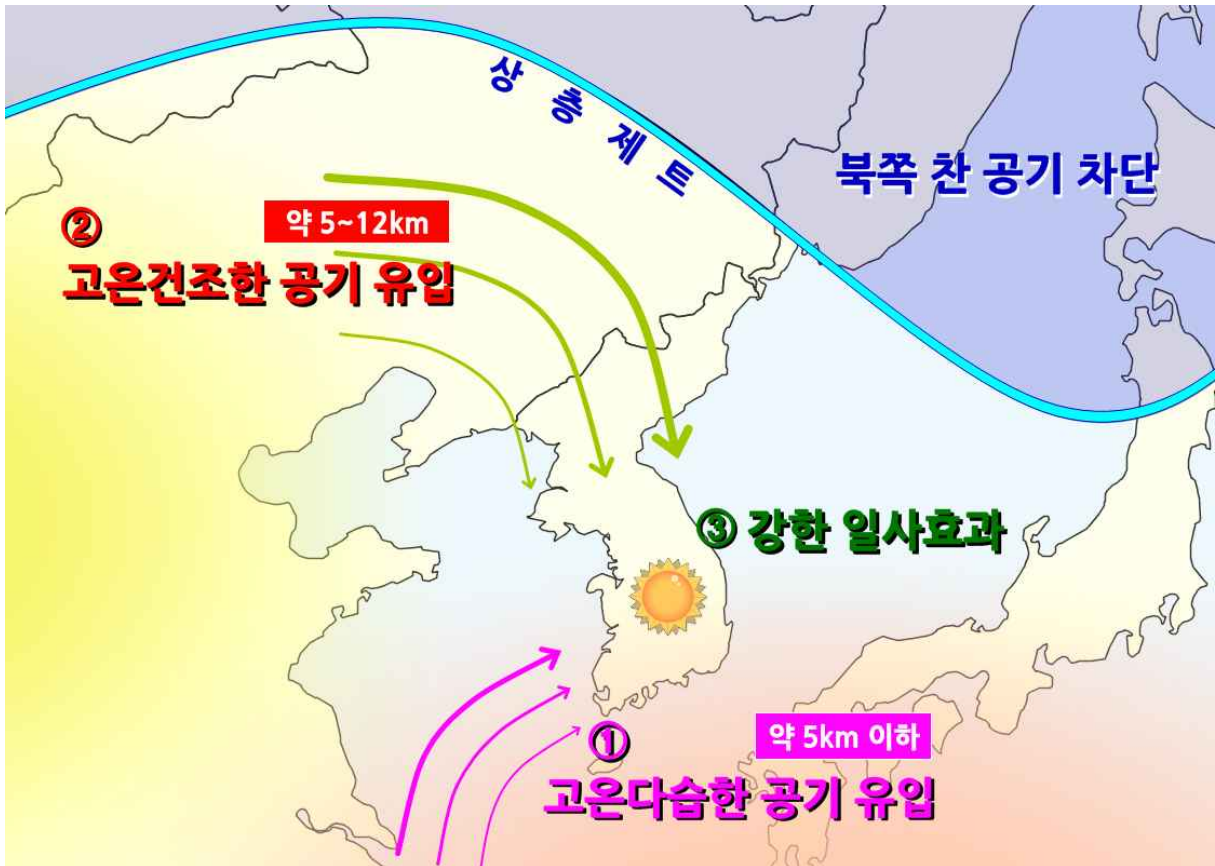 상층제트
북쪽 찬 공기 차단
②
약 5~12km
고온건조한 공기 유입
③ 강한 일사효과
①
약 5km 이하
고온다습한 공기 유입